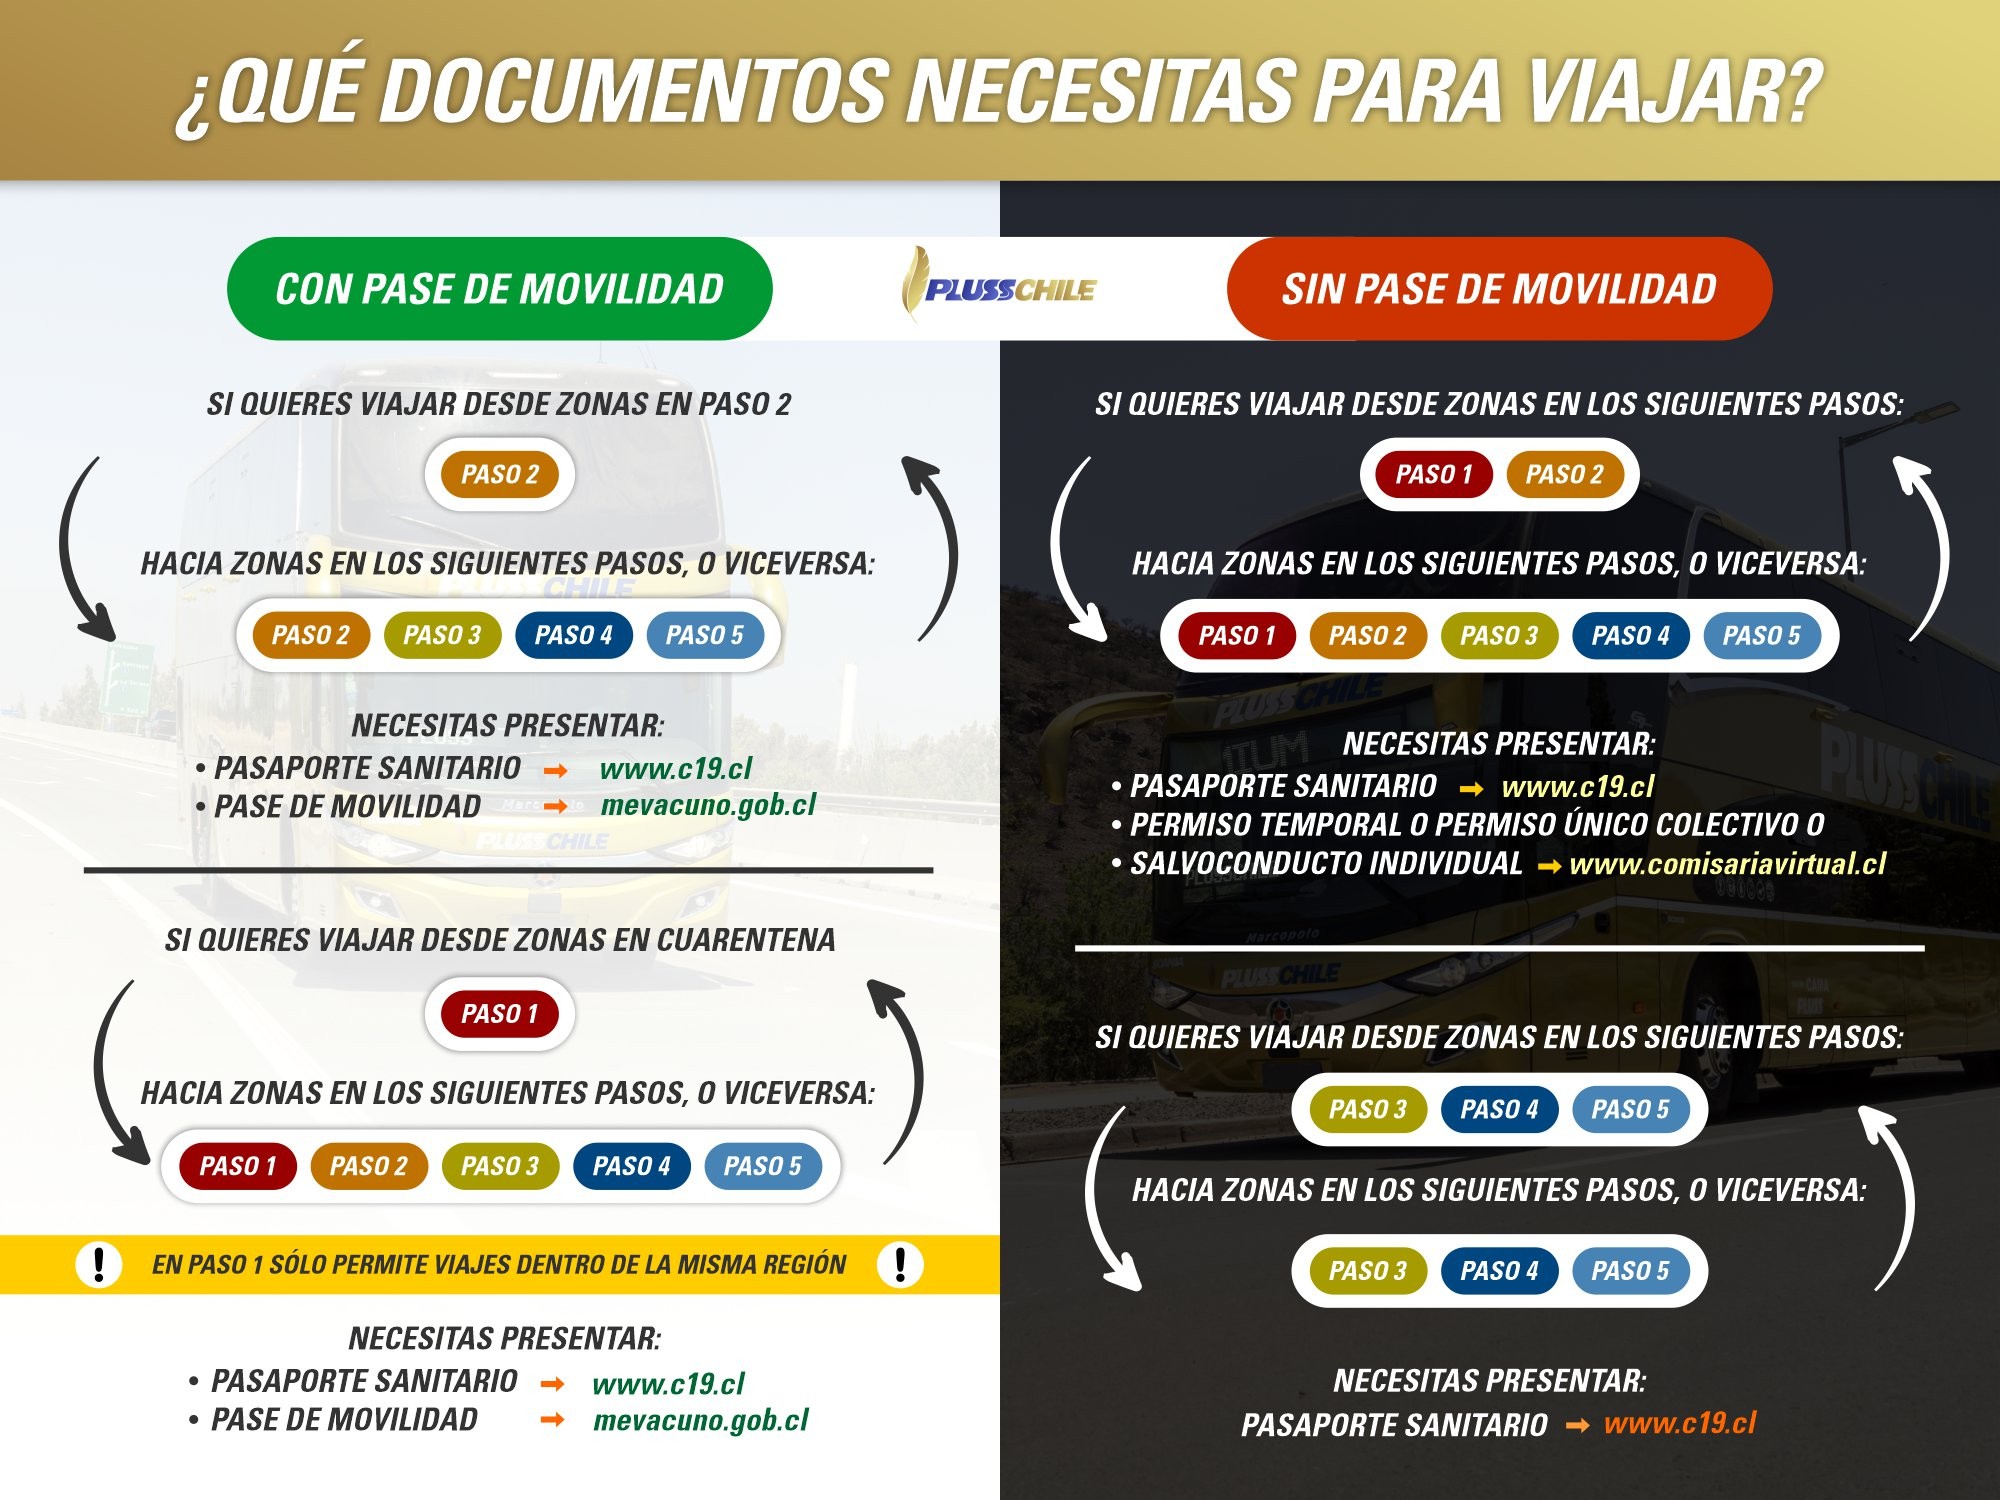 ¿QUÉ DOCUMENTOS NECESITAS PARA VIAJAR?
CON PASE DE MOVILIDAD
PLUSSCHILE
SIN PASE DE MOVILIDAD
SI QUIERES VIAJAR DESDE ZONAS EN PASO 2
PASO 2
HACIA ZONAS EN LOS SIGUIENTES PASOS, O VICEVERSA:
PLUSSCHILE
PASO 2 PASO 3 PASO 4 PASO 5
NECESITAS PRESENTAR:
• PASAPORTE SANITARIO ➞ www.c19.cl
• PASE DE MOVILIDAD ➞ mevacuno.gob.cl
Marcopolo
PLUSSCHILE
SI QUIERES VIAJAR DESDE ZONAS EN CUARENTENA
PASO 1
HACIA ZONAS EN LOS SIGUIENTES PASOS, O VICEVERSA:
PASO 1 PASO 2 PASO 3 PASO 4 PASO 5
! EN PASO 1 SÓLO PERMITE VIAJES DENTRO DE LA MISMA REGIÓN !
NECESITAS PRESENTAR:
• PASAPORTE SANITARIO ➞ www.c19.cl
• PASE DE MOVILIDAD ➞ mevacuno.gob.cl
SI QUIERES VIAJAR DESDE ZONAS EN LOS SIGUIENTES PASOS:
PASO 1 PASO 2
HACIA ZONAS EN LOS SIGUIENTES PASOS, O VICEVERSA:
PASO 1 PASO 2 PASO 3 PASO 4 PASO 5
PLUSSCHILE
NECESITAS PRESENTAR:
• PASAPORTE SANITARIO ➞ www.c19.cl
• PERMISO TEMPORAL O PERMISO ÚNICO COLECTIVO O
• SALVOCONDUCTO INDIVIDUAL ➞ www.comisariavirtual.cl
PLUSSCHILE
Marcopolo
SCANIA
PLUSSCHILE
SI QUIERES VIAJAR DESDE ZONAS EN LOS SIGUIENTES PASOS:
PASO 3 PASO 4 PASO 5
HACIA ZONAS EN LOS SIGUIENTES PASOS, O VICEVERSA:
PASO 3 PASO 4 PASO 5
NECESITAS PRESENTAR:
PASAPORTE SANITARIO ➞ www.c19.cl